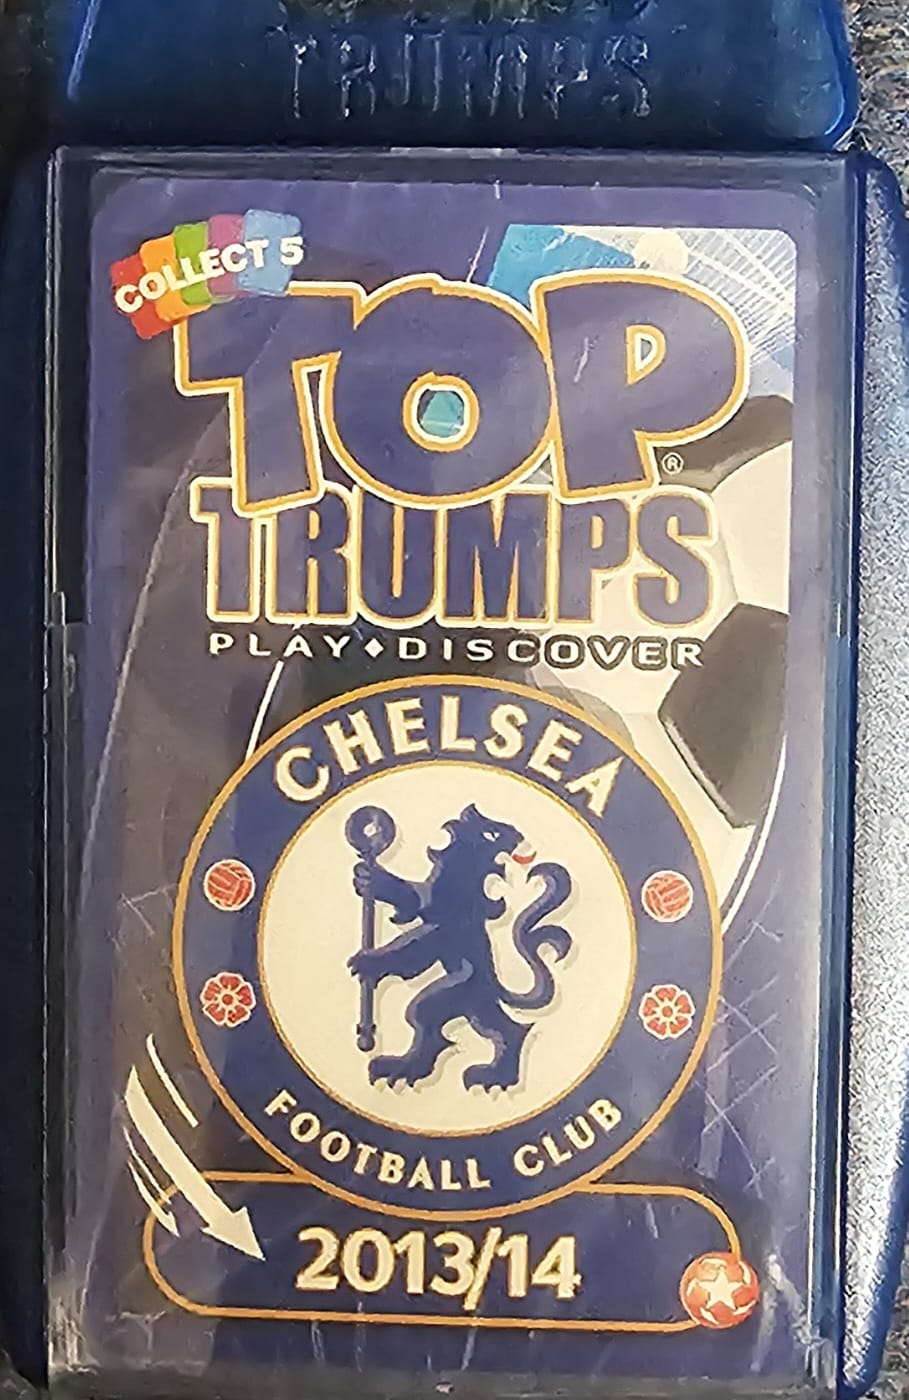 TRUMPS
COLLECT 5
TOP
®
TRUMPS
PLAY♦DISCOVER
CHELSEA
FOOTBALL CLUB
2013/14